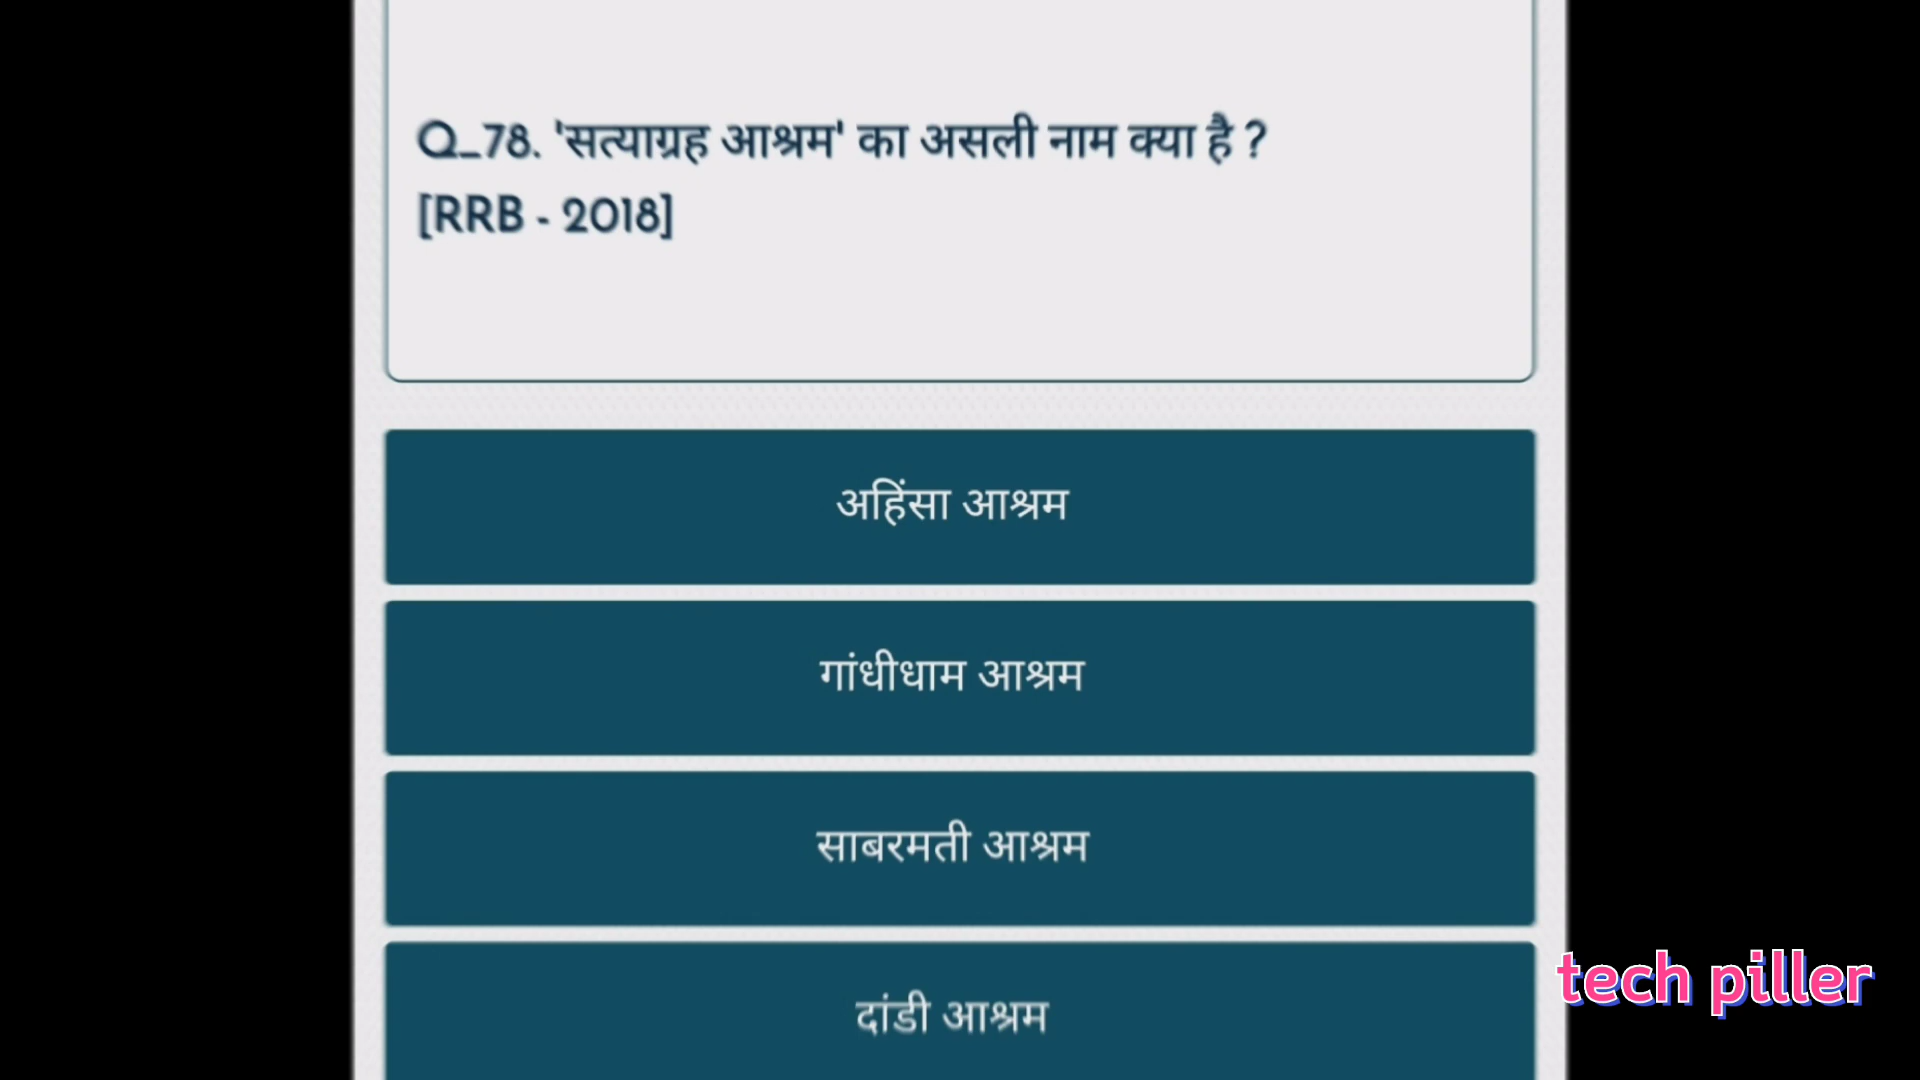 Q_78. 'सत्याग्रह आश्रम' का असली नाम क्या है ?
[RRB - 2018]
अहिंसा आश्रम
गांधीधाम आश्रम
साबरमती आश्रम
दांडी आश्रम
tech piller